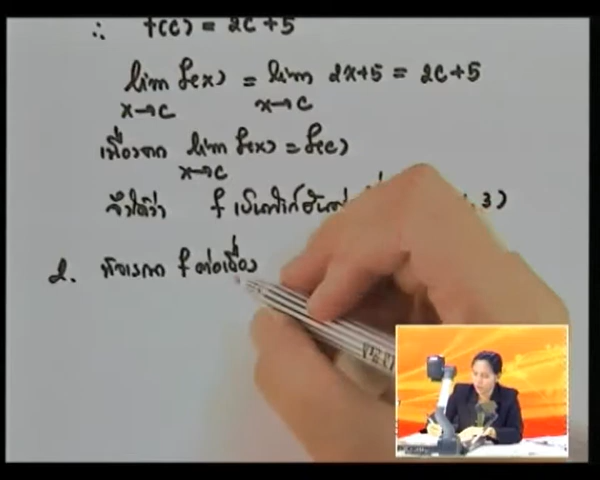 ∴ f(c) = 2c + 5
lim f(x) = lim 2x+5 = 2c+5
x→c x→c
เนื่องจาก lim f(x) = f(c)
x→c
จึงได้ว่า f เป็นฟังก์ชัน , 3)
2. พิจารณา f ต่อเนื่อง